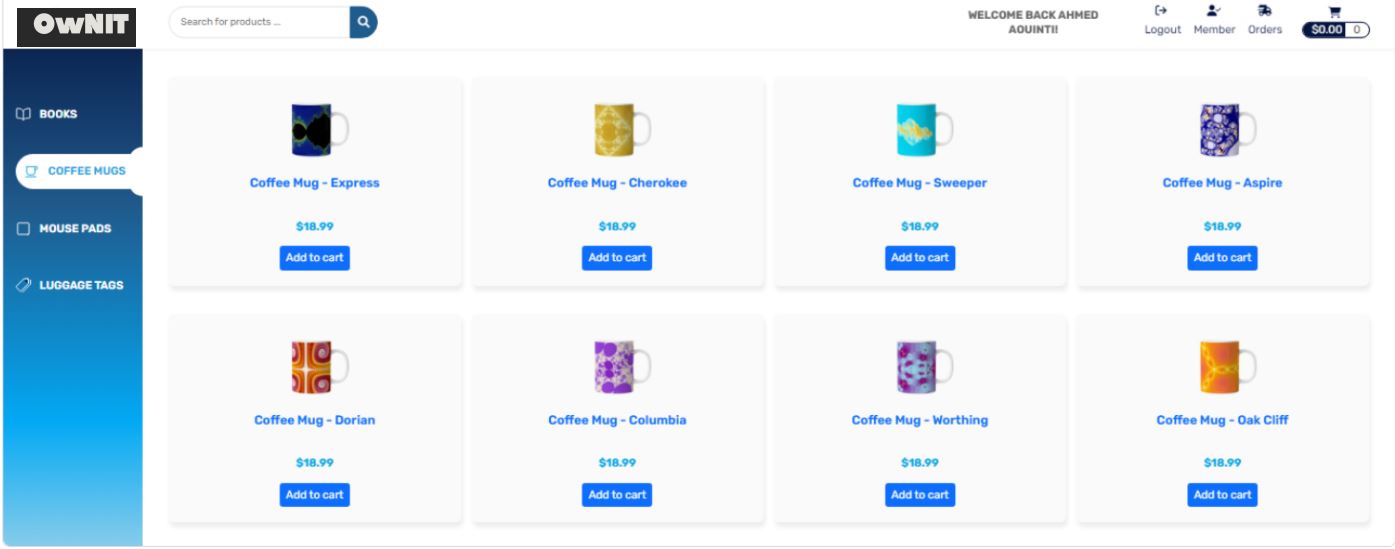 OWNIT
Search for products ...
WELCOME BACK AHMED
AOUINTI!
Logout
Member
Orders
$0.00 0
BOOKS
COFFEE MUGS
MOUSE PADS
LUGGAGE TAGS
Coffee Mug - Express
Coffee Mug - Cherokee
Coffee Mug - Sweeper
Coffee Mug - Aspire
$18.99
$18.99
$18.99
$18.99
Add to cart
Add to cart
Add to cart
Add to cart
Coffee Mug - Dorian
Coffee Mug - Columbia
Coffee Mug - Worthing
Coffee Mug - Oak Cliff
$18.99
$18.99
$18.99
$18.99
Add to cart
Add to cart
Add to cart
Add to cart